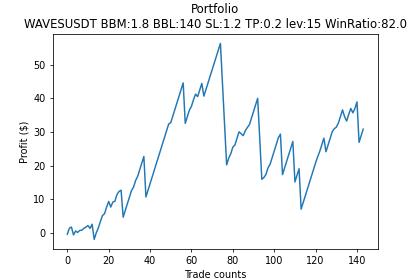 Portfolio
WAVESUSDT BBM:1.8 BBL:140 SL:1.2 TP:0.2 lev:15 WinRatio:82.0
Profit ($)
50
40
30
20
10
0
0 20 40 60 80 100 120 140
Trade counts